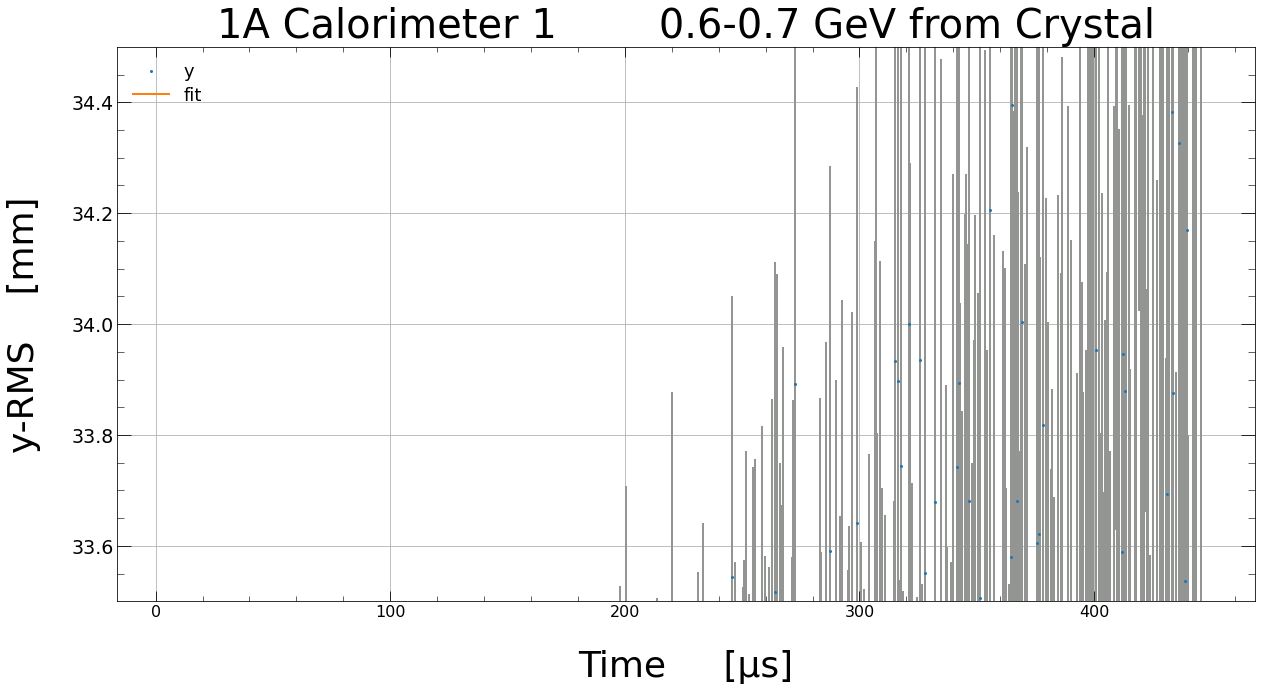 1A Calorimeter 1 0.6-0.7 GeV from Crystal
y
fit
34.4
34.2
34.0
33.8
33.6
y-RMS [mm]
0 100 200 300 400
Time [μs]